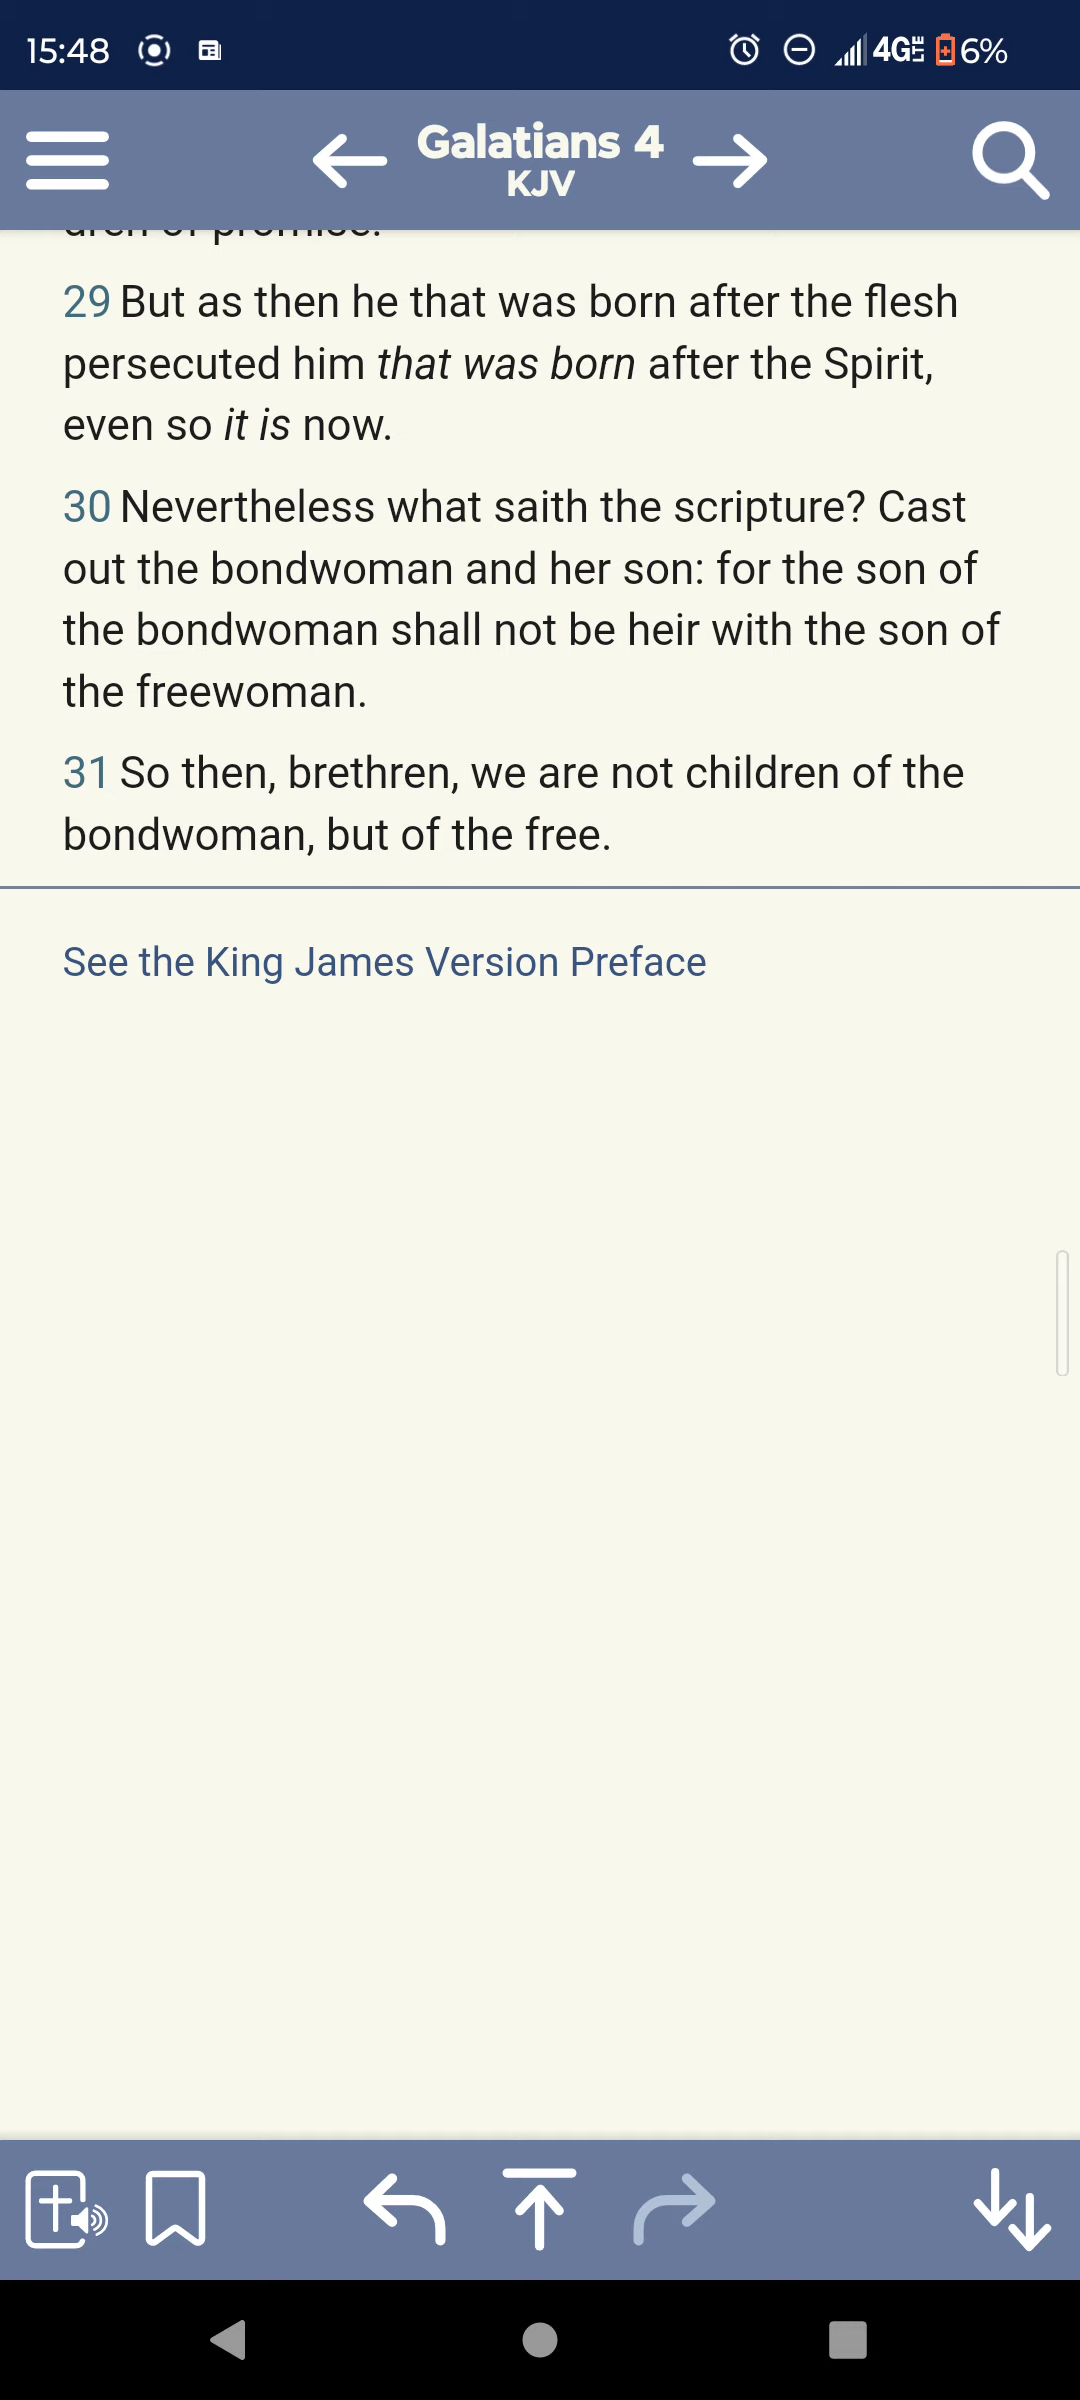 15:48 4G LTE 6%
Galatians 4
KJV
dren of promise.
29 But as then he that was born after the flesh
persecuted him that was born after the Spirit,
even so it is now.
30 Nevertheless what saith the scripture? Cast
out the bondwoman and her son: for the son of
the bondwoman shall not be heir with the son of
the freewoman.
31 So then, brethren, we are not children of the
bondwoman, but of the free.
See the King James Version Preface